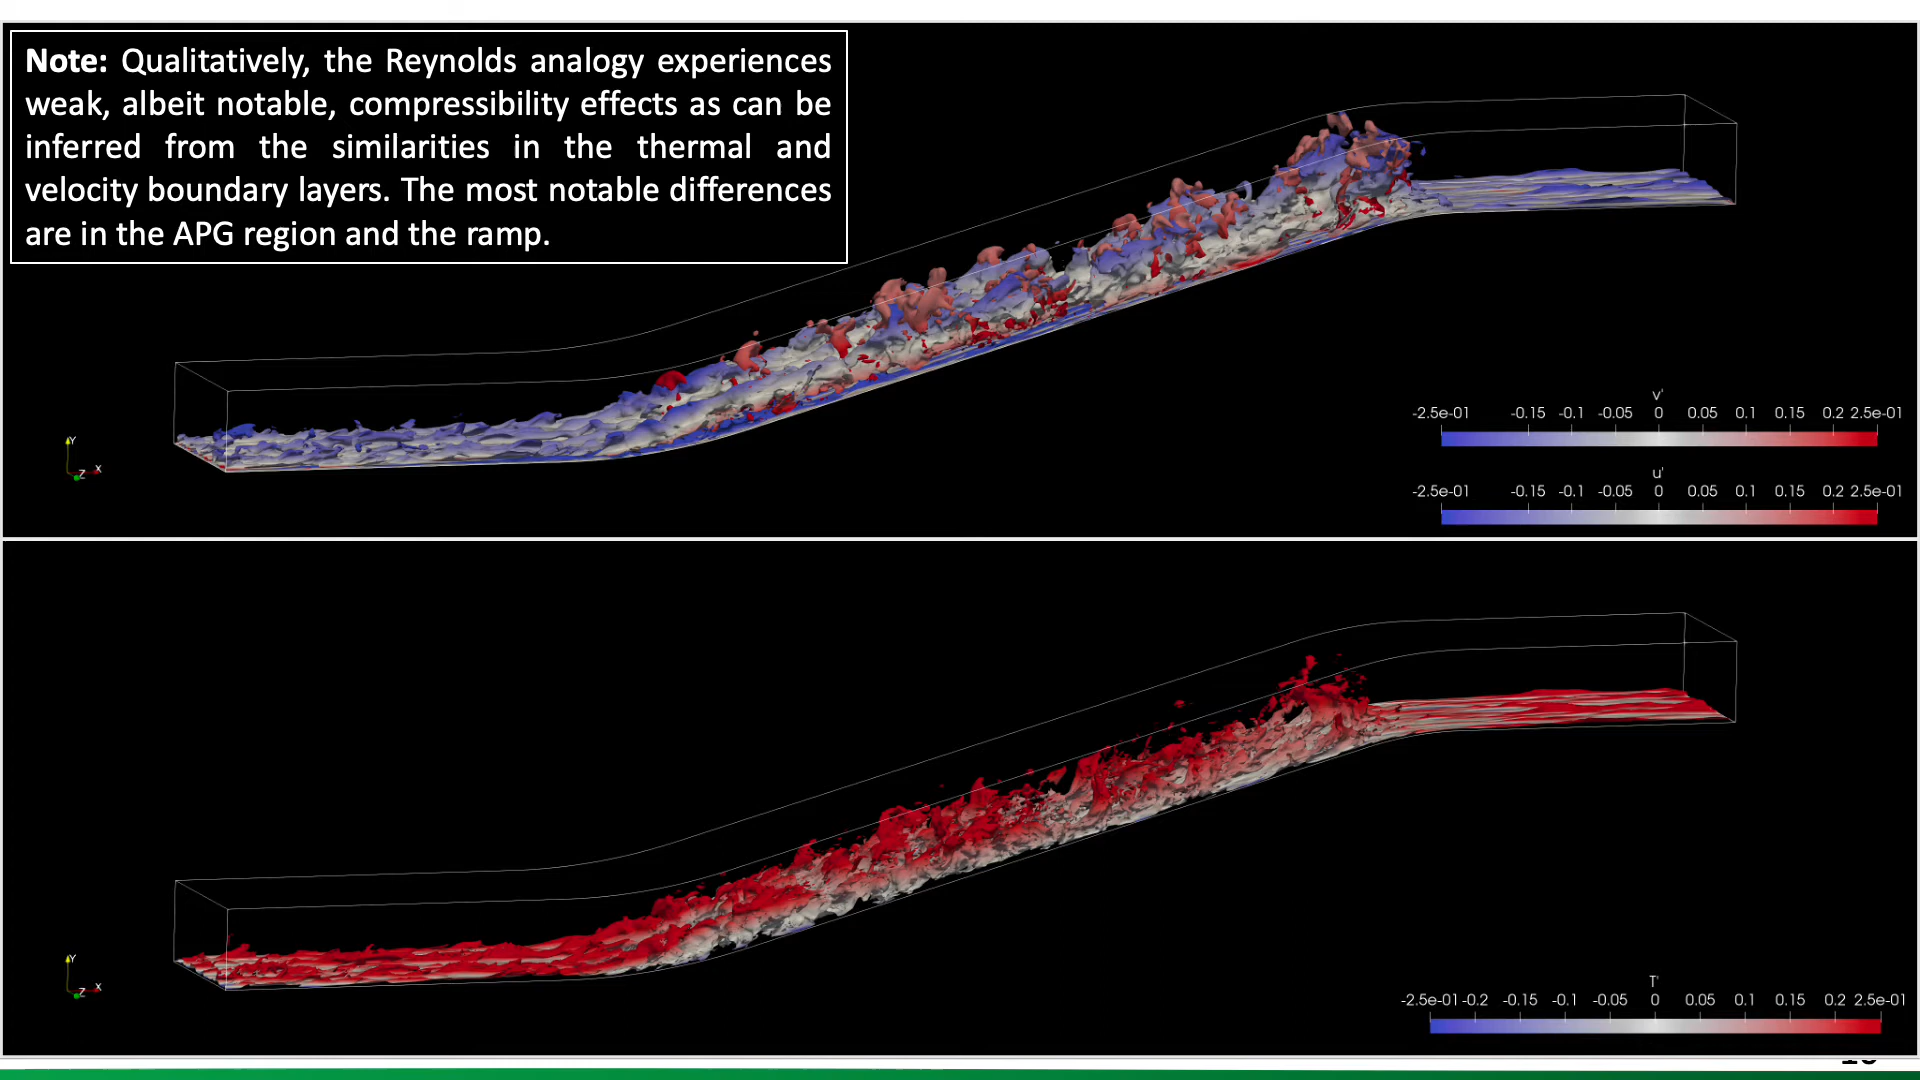 Note: Qualitatively, the Reynolds analogy experiences
weak, albeit notable, compressibility effects as can be
inferred from the similarities in the thermal and
velocity boundary layers. The most notable differences
are in the APG region and the ramp.
v'
-2.5e-01 -0.15 -0.1 -0.05 0 0.05 0.1 0.15 0.2 2.5e-01
Y
Z X
u'
-2.5e-01 -0.15 -0.1 -0.05 0 0.05 0.1 0.15 0.2 2.5e-01
Y
Z X
T'
-2.5e-01 -0.2 -0.15 -0.1 -0.05 0 0.05 0.1 0.15 0.2 2.5e-01